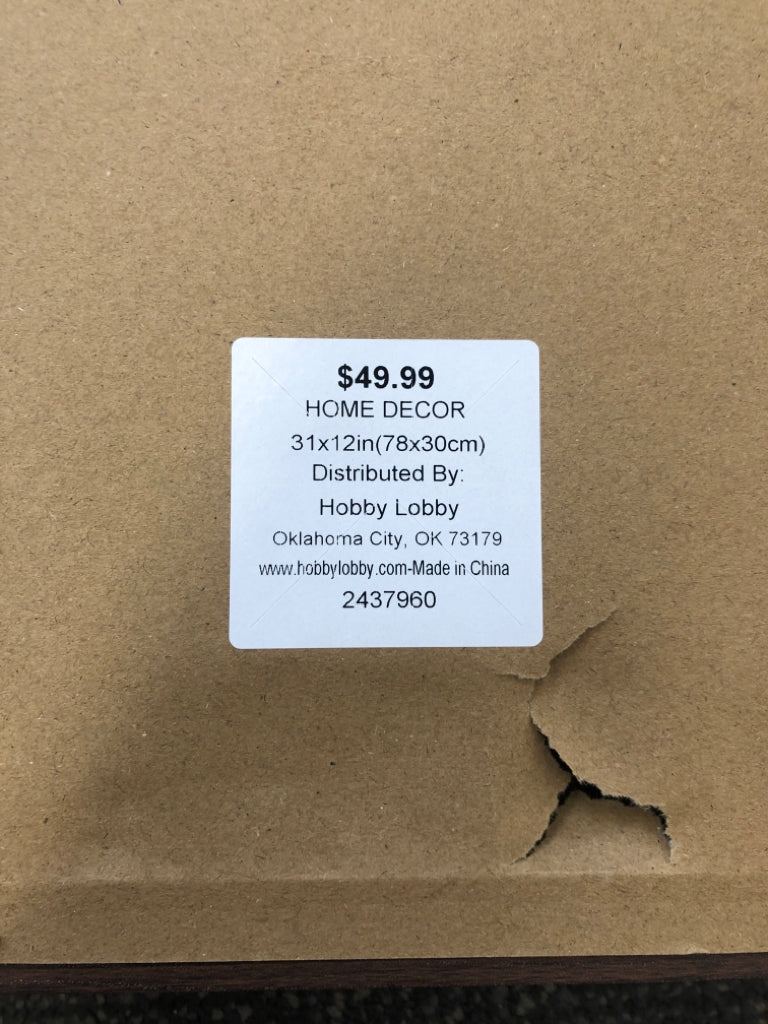 $49.99
HOME DECOR
31x12in(78x30cm)
Distributed By:
Hobby Lobby
Oklahoma City, OK 73179
www.hobbylobby.com-Made in China
2437960